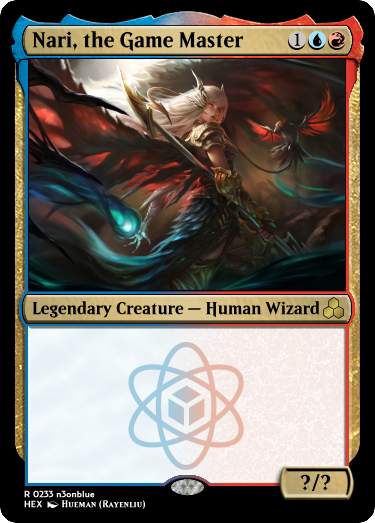 Nari, the Game Master 1
Legendary Creature — Human Wizard
?/?
R 0233 n3onblue
HEX Hueman (Rayenliu)